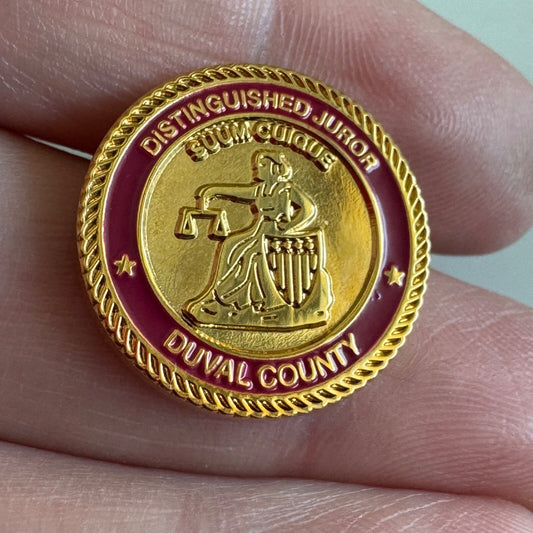 DISTINGUISHED JUROR
SUUM CUIQUE
DUVAL COUNTY